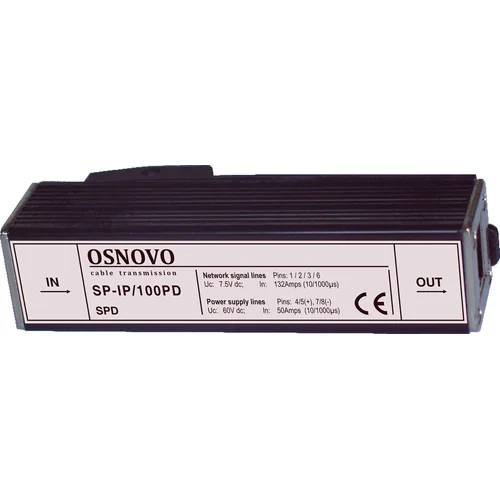 IN
OSNOVO
cable transmission
SP-IP/100PD
SPD
Network signal lines Pins: 1 / 2 / 3 / 6
Uc: 7.5V dc; In: 132Amps (10/1000µs)
Power supply lines Pins: 4/5(+), 7/8(-)
Uc: 60V dc; In: 50Amps (10/1000µs)
CE
OUT